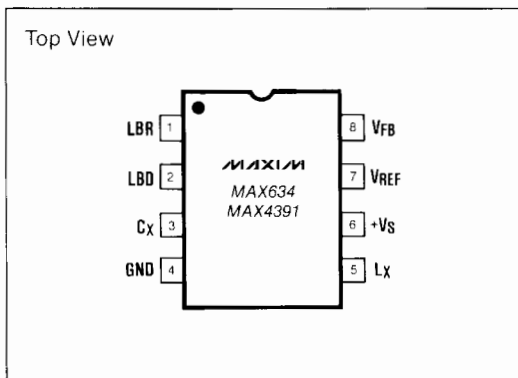 Top View
LBR 1
8 VFB
LBD 2
7 VREF
CX 3
6 +VS
GND 4
5 LX
MAXIM
MAX634
MAX4391